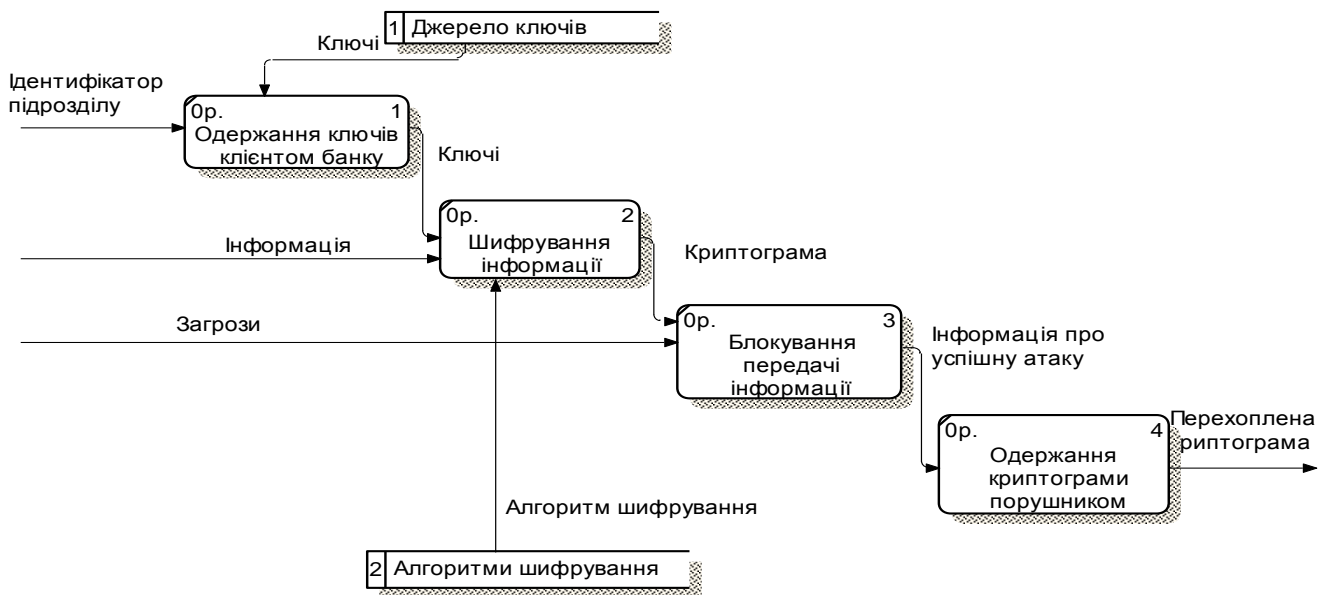 1 Джерело ключів
Ключі
Ідентифікатор
підрозділу
0р. 1
Одержання ключів
клієнтом банку
Ключі
0р. 2
Шифрування
інформації
Інформація
Криптограма
Загрози
0р. 3
Блокування
передачі
інформації
Інформація про
успішну атаку
0р. 4
Одержання
криптограми
порушником
Перехоплена
риптограма
Алгоритм шифрування
2 Алгоритми шифрування